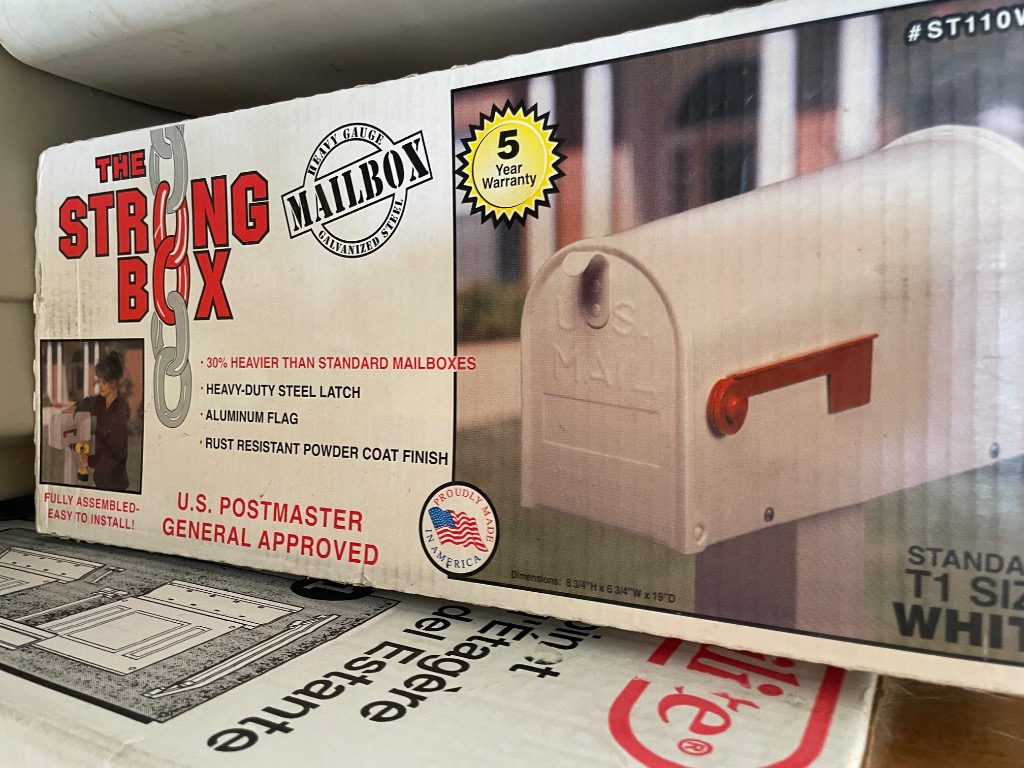 #ST110W
THE
STRONG
BOX
HEAVY GAUGE
MAILBOX
GALVANIZED STEEL
5
Year
Warranty
U.S.
MAIL
· 30% HEAVIER THAN STANDARD MAILBOXES
· HEAVY-DUTY STEEL LATCH
· ALUMINUM FLAG
· RUST RESISTANT POWDER COAT FINISH
FULLY ASSEMBLED-
EASY TO INSTALL!
U.S. POSTMASTER
GENERAL APPROVED
PROUDLY MADE
IN AMERICA
Dimensions: 8 3/4"H x 6 3/4"W x 19"D
STANDA
T1 SIZ
WHIT
l'Étagère
del Estante
®